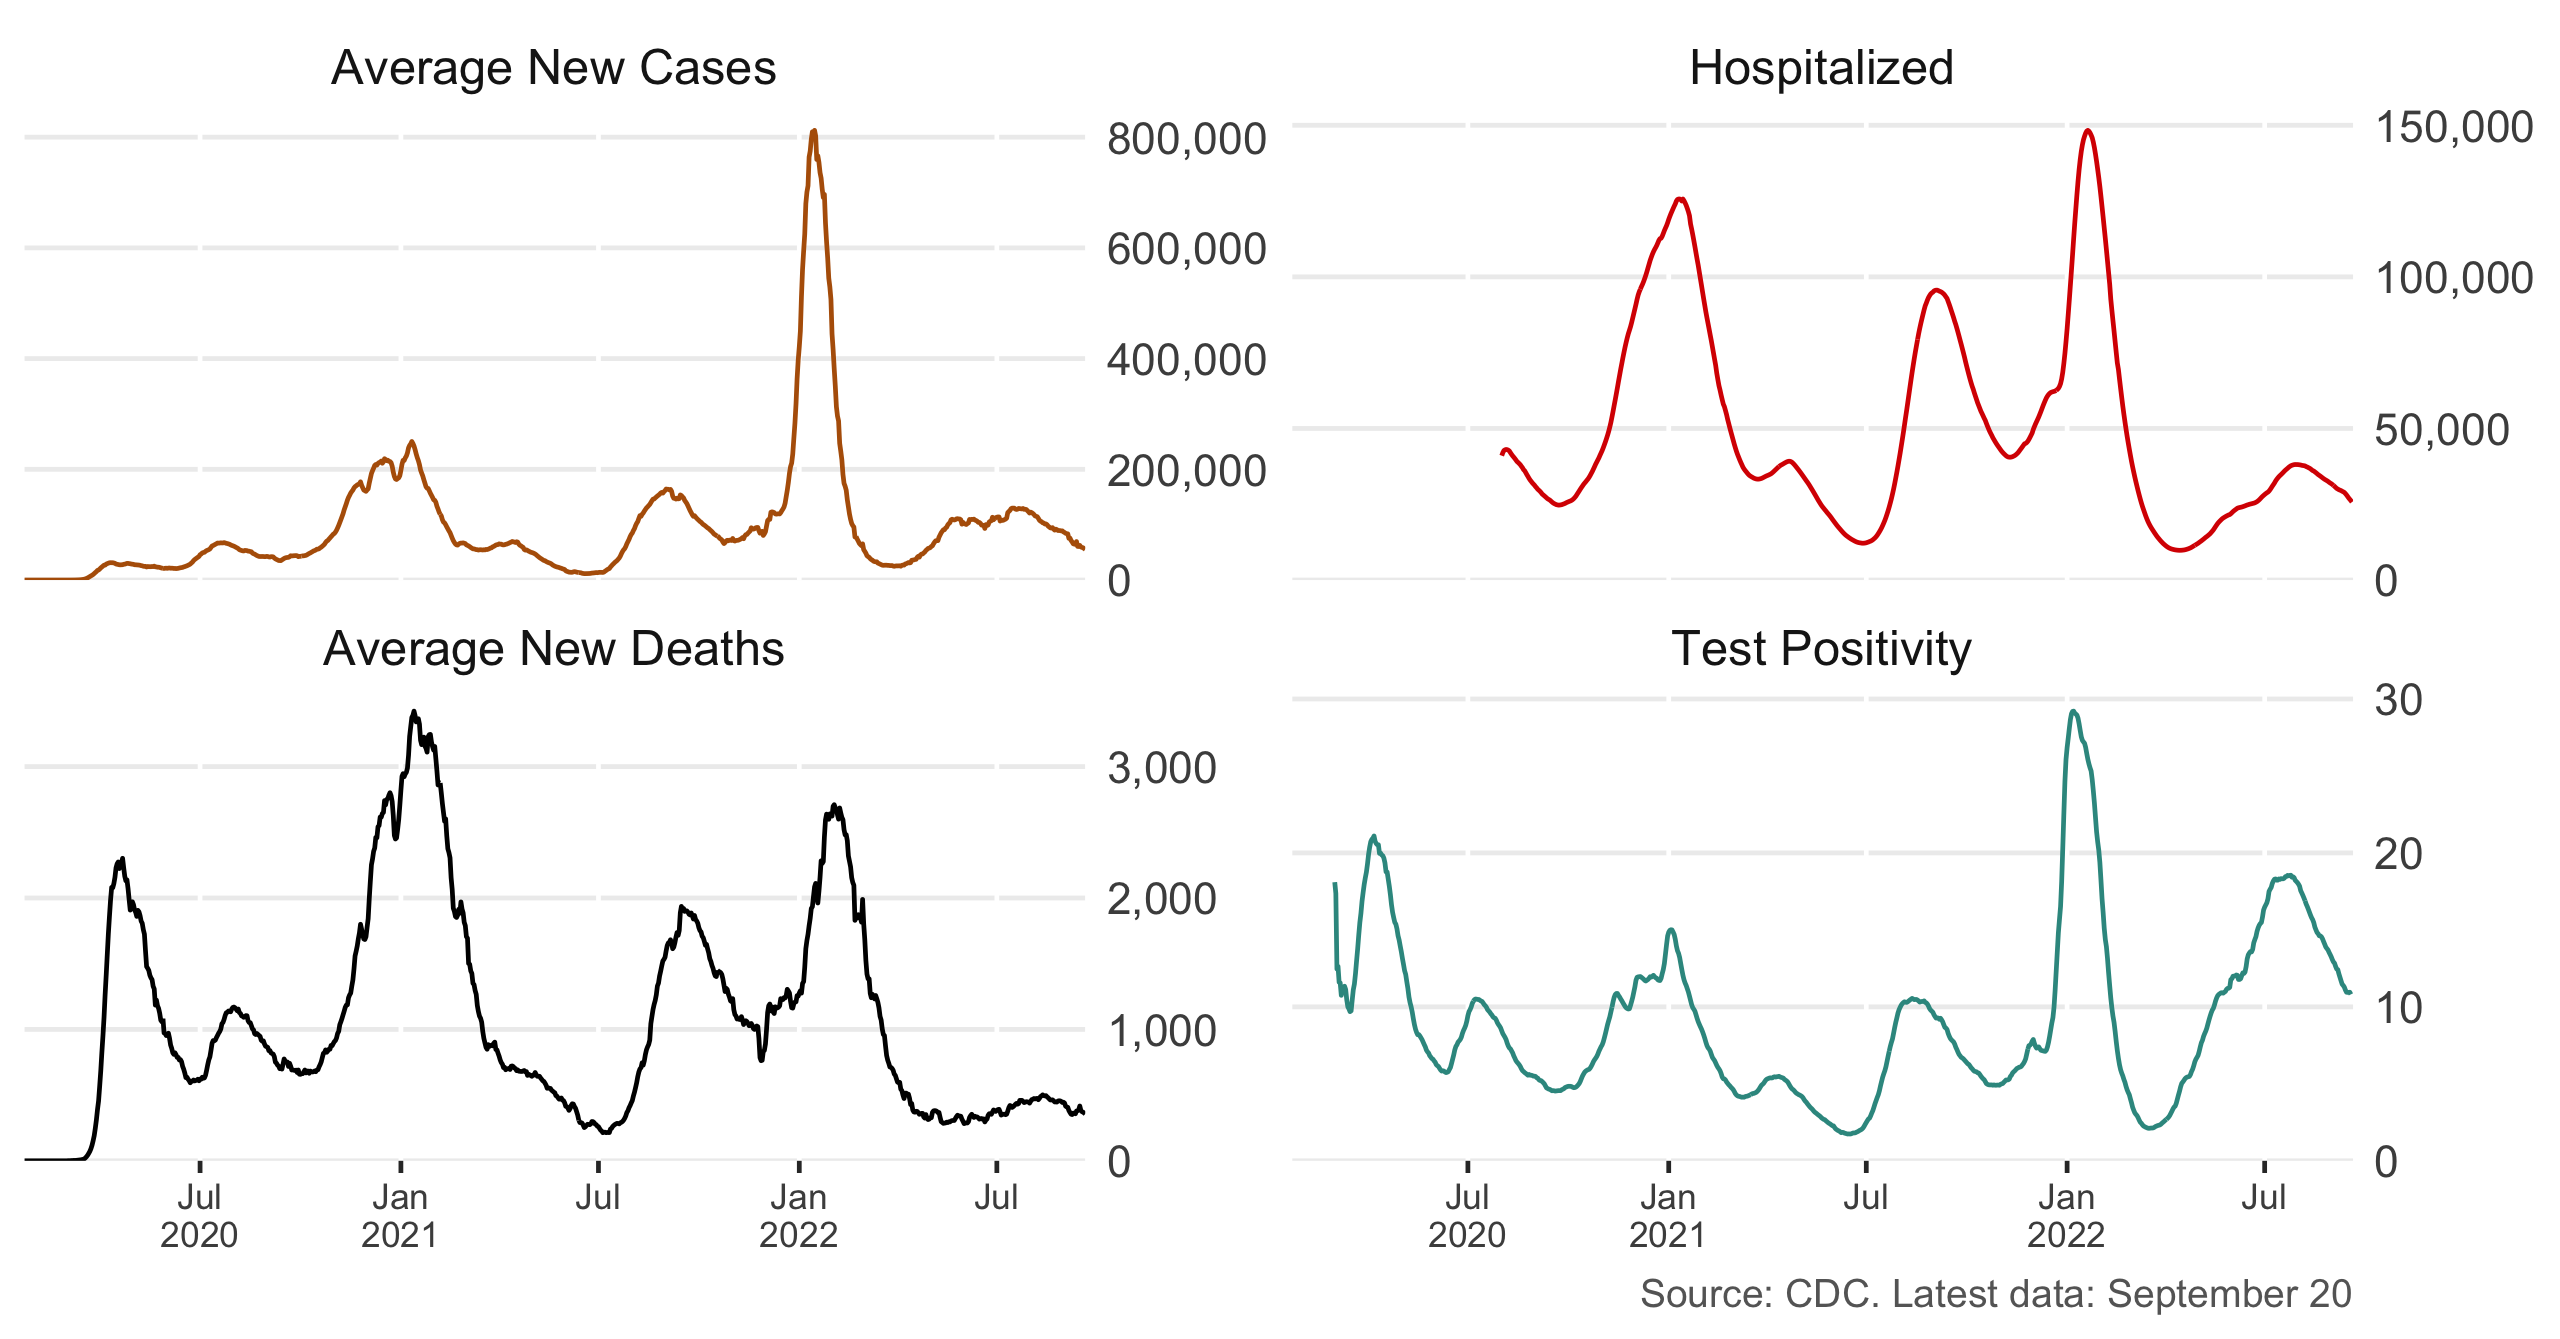 Average New Cases
800,000
600,000
400,000
200,000
0
Hospitalized
150,000
100,000
50,000
0
Average New Deaths
3,000
2,000
1,000
0
Jul
2020
Jan
2021
Jul
Jan
2022
Jul
Test Positivity
30
20
10
0
Jul
2020
Jan
2021
Jul
Jan
2022
Jul
Source: CDC. Latest data: September 20